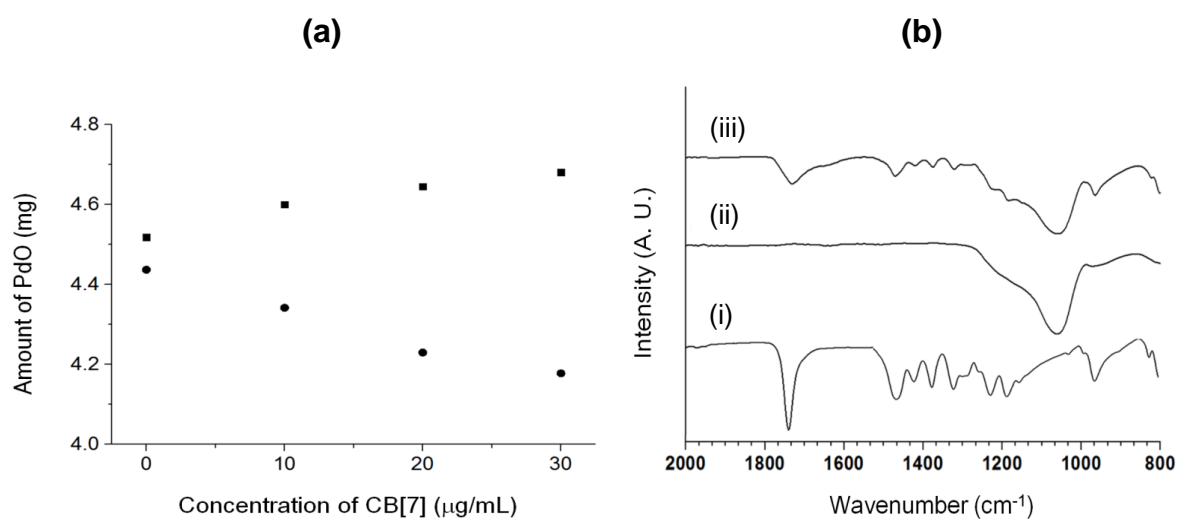 (a)
4.8
4.6
4.4
4.2
4.0
Amount of PdO (mg)
0 10 20 30
Concentration of CB[7] (μg/mL)
(b)
(iii)
(ii)
(i)
Intensity (A. U.)
2000 1800 1600 1400 1200 1000 800
Wavenumber (cm⁻¹)